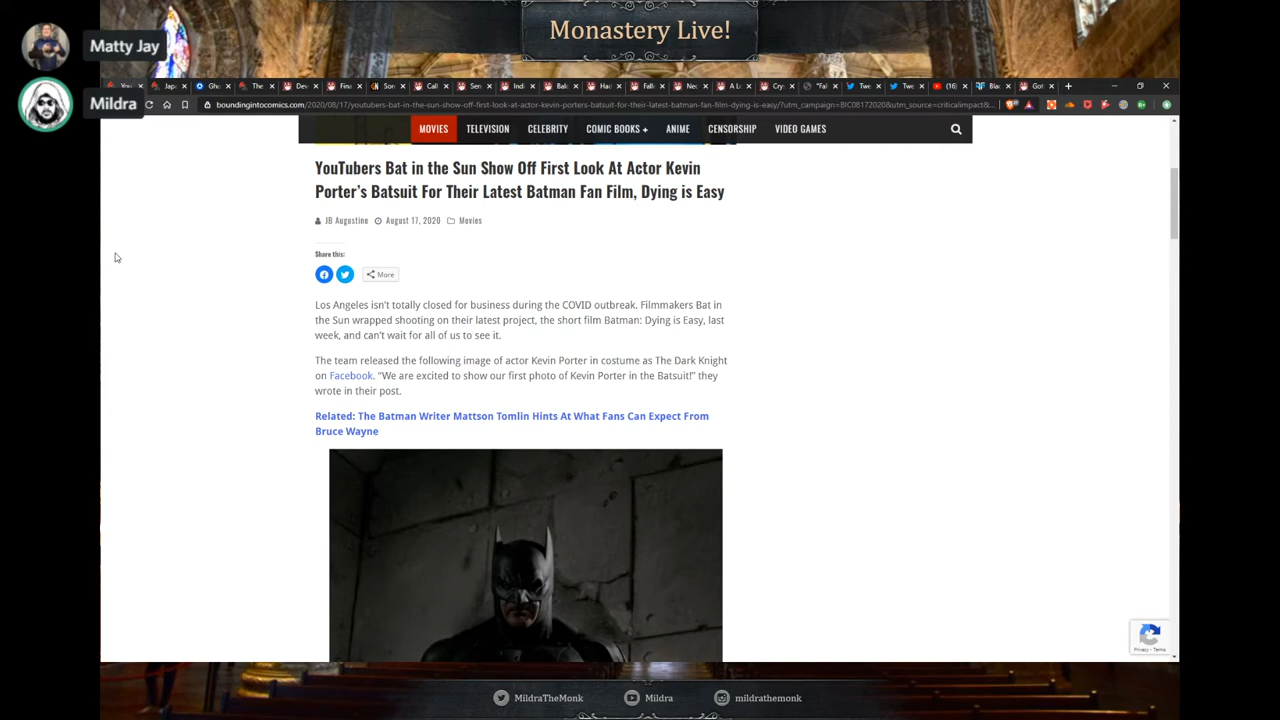 Monastery Live!
Matty Jay
Mildra
boundingintocomics.com/2020/08/17/youtubers-bat-in-the-sun-show-off-first-look-at-actor-kevin-porters-batsuit-for-their-latest-batman-fan-film-dying-is-easy/?utm_campaign=BIC08172020&utm_source=criticalimpact&...
MOVIES TELEVISION CELEBRITY COMIC BOOKS + ANIME CENSORSHIP VIDEO GAMES
YouTubers Bat in the Sun Show Off First Look At Actor Kevin
Porter's Batsuit For Their Latest Batman Fan Film, Dying is Easy
JB Augustine August 17, 2020 Movies
Share this:
More
Los Angeles isn't totally closed for business during the COVID outbreak. Filmmakers Bat in
the Sun wrapped shooting on their latest project, the short film Batman: Dying is Easy, last
week, and can't wait for all of us to see it.
The team released the following image of actor Kevin Porter in costume as The Dark Knight
on Facebook. "We are excited to show our first photo of Kevin Porter in the Batsuit!" they
wrote in their post.
Related: The Batman Writer Mattson Tomlin Hints At What Fans Can Expect From
Bruce Wayne
Privacy - Terms
MildraTheMonk Mildra mildrathemonk